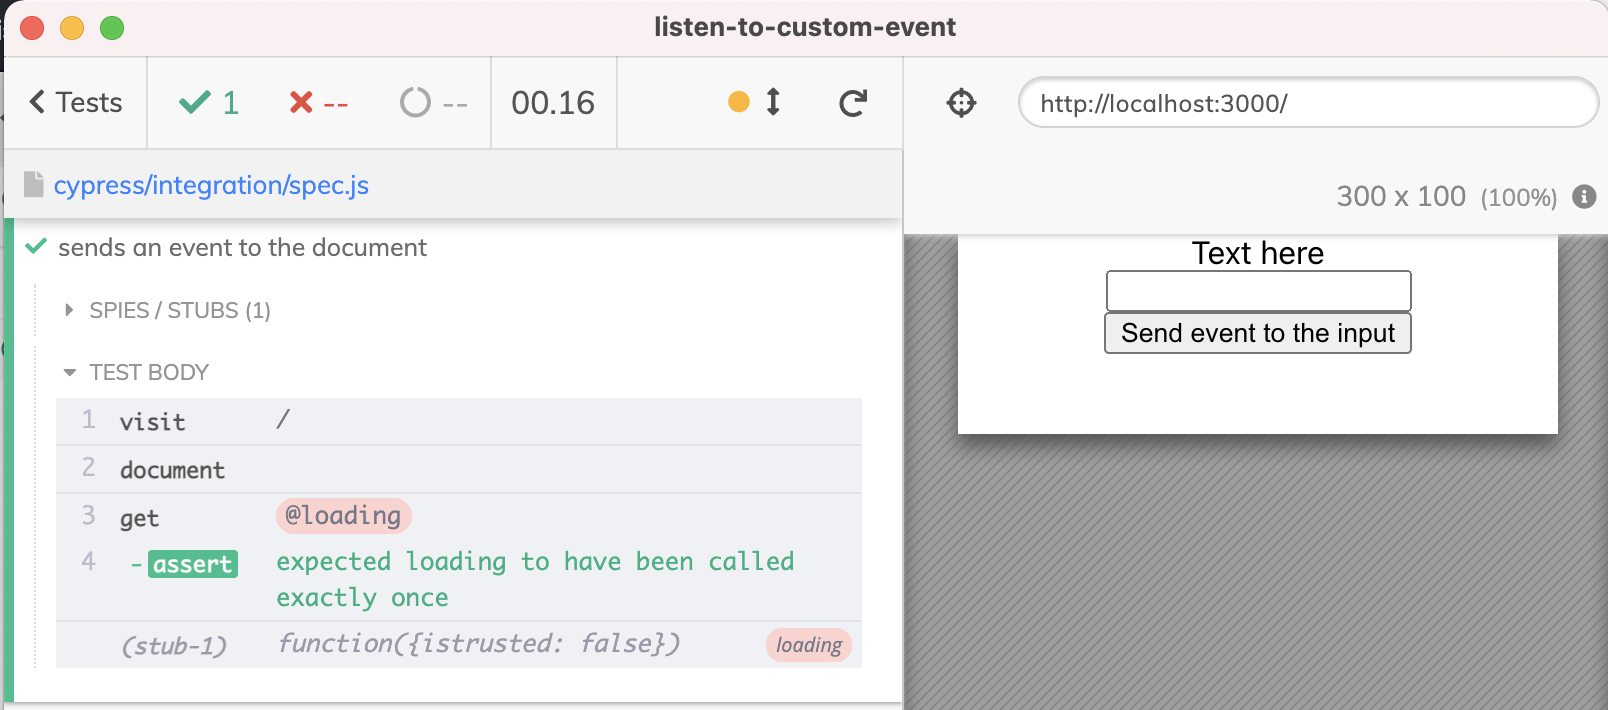 listen-to-custom-event
Tests
1
--
--
00.16
http://localhost:3000/
cypress/integration/spec.js
300 x 100 (100%)
sends an event to the document
SPIES / STUBS (1)
TEST BODY
1 visit /
2 document
3 get @loading
4 -assert expected loading to have been called
exactly once
(stub-1) function({istrusted: false}) loading
Text here
Send event to the input